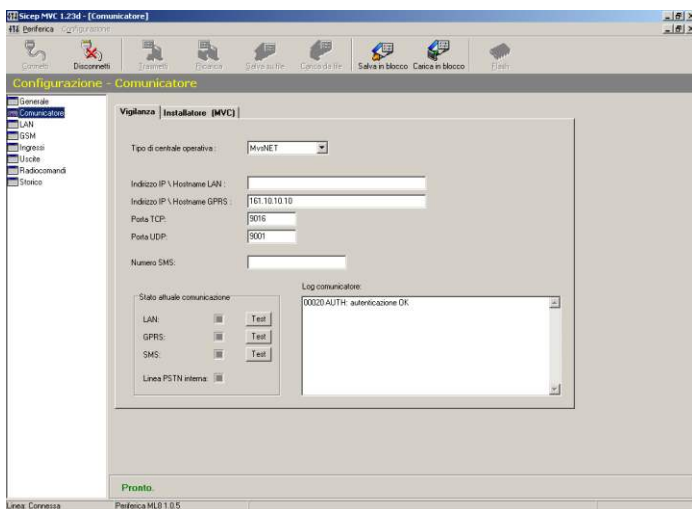 Sicep MVC 1.23d - [Comunicatore]
Periferica Configurazione
Connetti Disconnetti Trasmetti Ricarica Salva su file Carica da file Salva in blocco Carica in blocco Flash
Configurazione - Comunicatore
Generale
Comunicatore
LAN
GSM
Ingressi
Uscite
Radiocomandi
Storico
Vigilanza Installatore (MVC)
Tipo di centrale operativa : MvsNET
Indirizzo IP \ Hostname LAN :
Indirizzo IP \ Hostname GPRS : 161.10.10.10
Porta TCP: 9016
Porta UDP: 9001
Numero SMS:
Stato attuale comunicazione
LAN: Test
GPRS: Test
SMS: Test
Linea PSTN interna:
Log comunicatore:
00020 AUTH: autenticazione OK
Pronto.
Linea: Connessa Periferica ML8 1.0.5